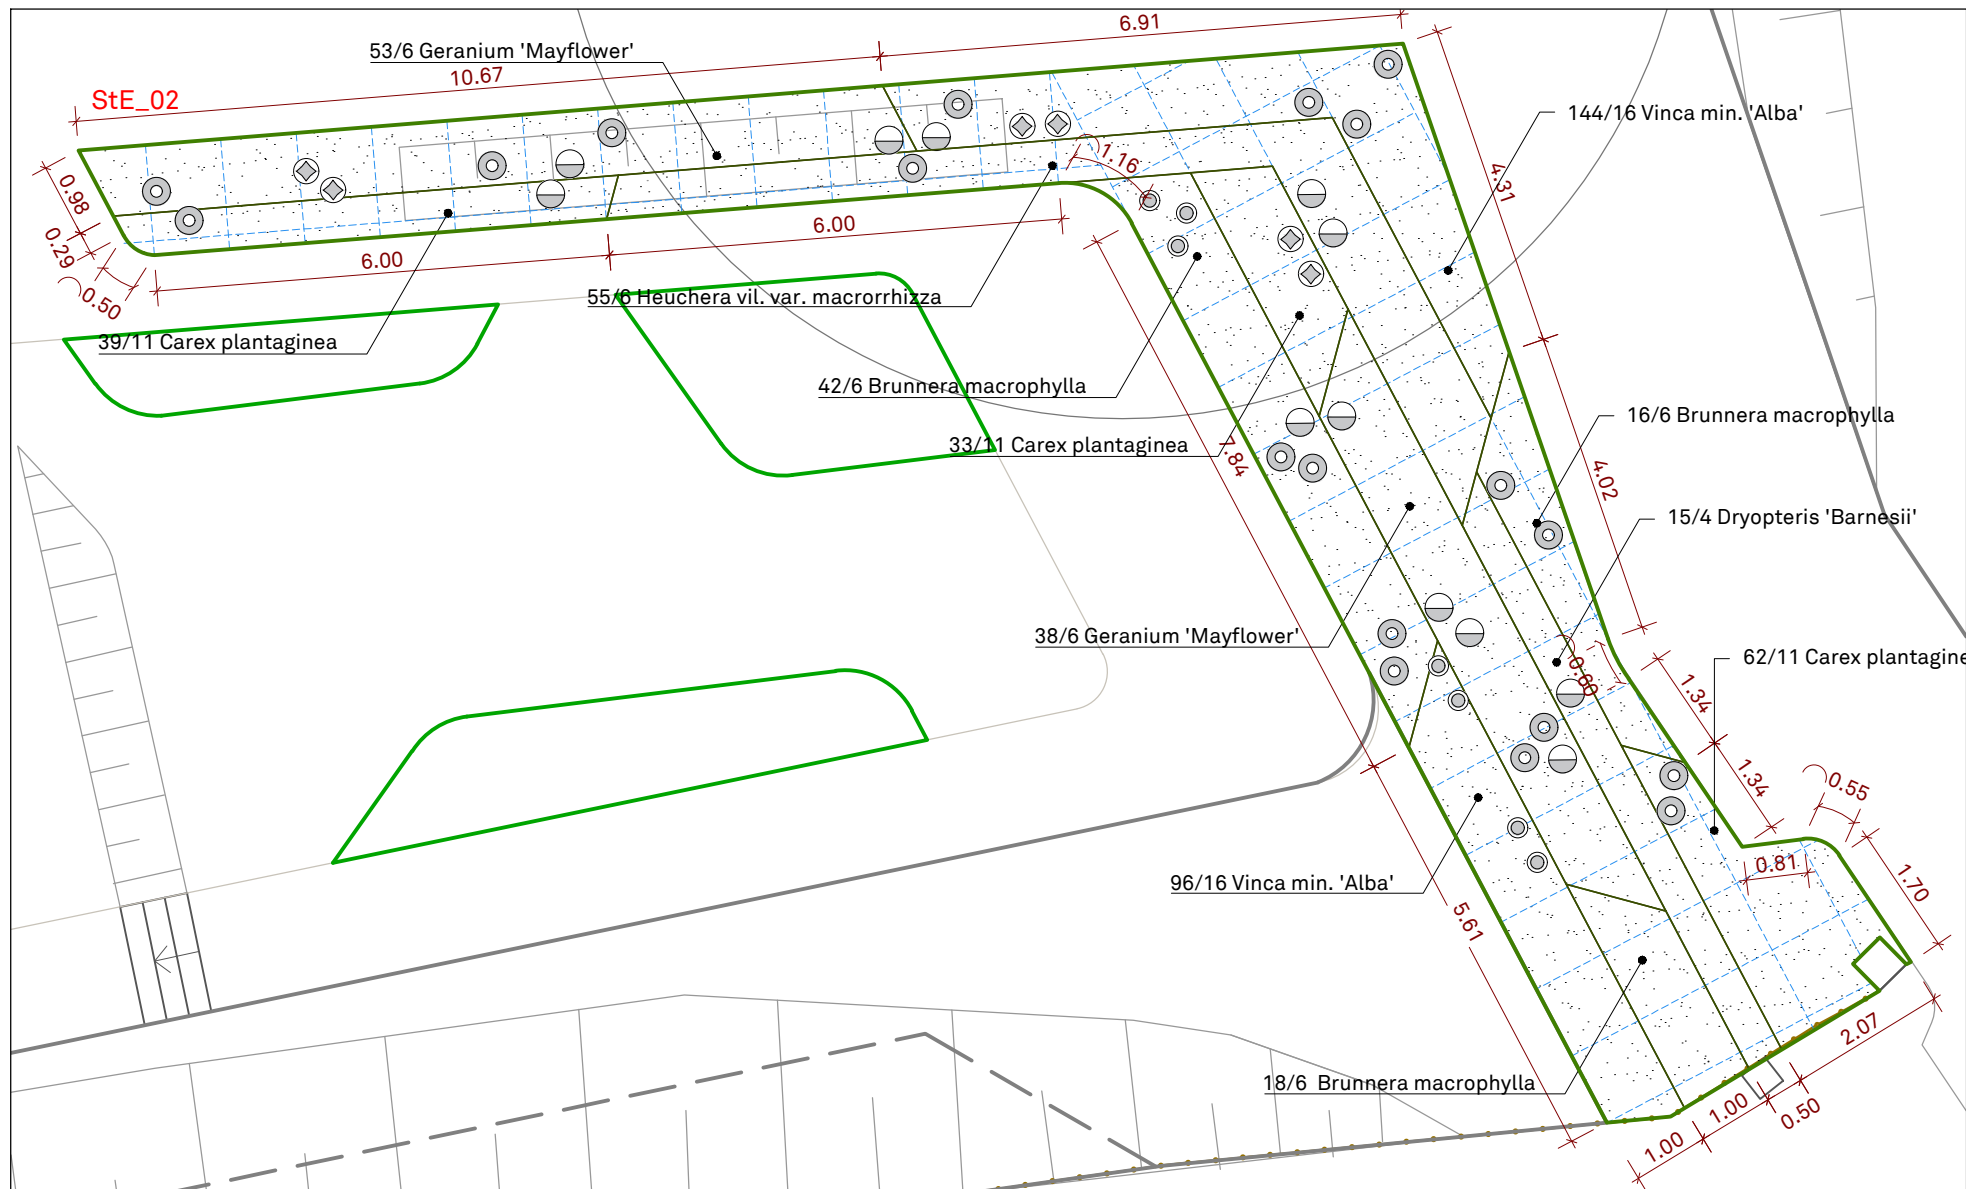 6.91
53/6 Geranium 'Mayflower'
10.67
StE_02
144/16 Vinca min. 'Alba'
1.16
4.31
0.98
0.29
0.50
6.00
6.00
55/6 Heuchera vil. var. macrorrhizza
39/11 Carex plantaginea
42/6 Brunnera macrophylla
33/11 Carex plantaginea
7.84
16/6 Brunnera macrophylla
4.02
15/4 Dryopteris 'Barnesii'
38/6 Geranium 'Mayflower'
0.60
62/11 Carex plantagine
1.34
1.34
0.55
0.81
96/16 Vinca min. 'Alba'
1.70
5.61
2.07
18/6 Brunnera macrophylla
1.00
0.50
1.00